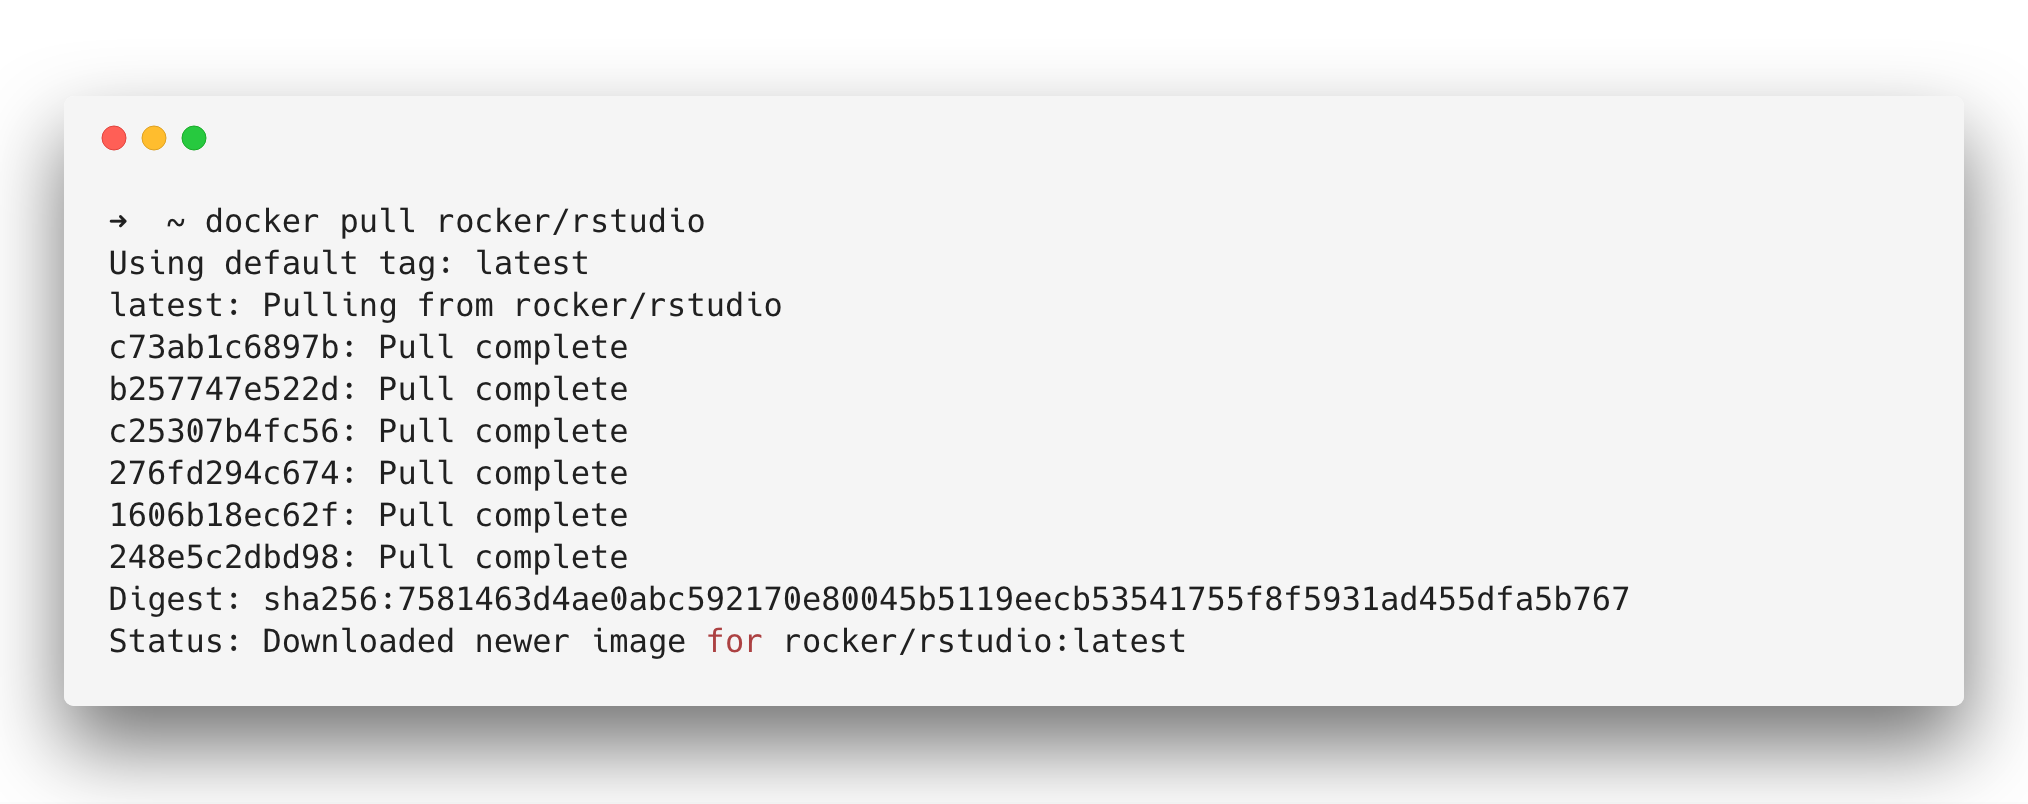 ➜  ~ docker pull rocker/rstudio
Using default tag: latest
latest: Pulling from rocker/rstudio
c73ab1c6897b: Pull complete
b257747e522d: Pull complete
c25307b4fc56: Pull complete
276fd294c674: Pull complete
1606b18ec62f: Pull complete
248e5c2dbd98: Pull complete
Digest: sha256:7581463d4ae0abc592170e80045b5119eecb53541755f8f5931ad455dfa5b767
Status: Downloaded newer image for rocker/rstudio:latest